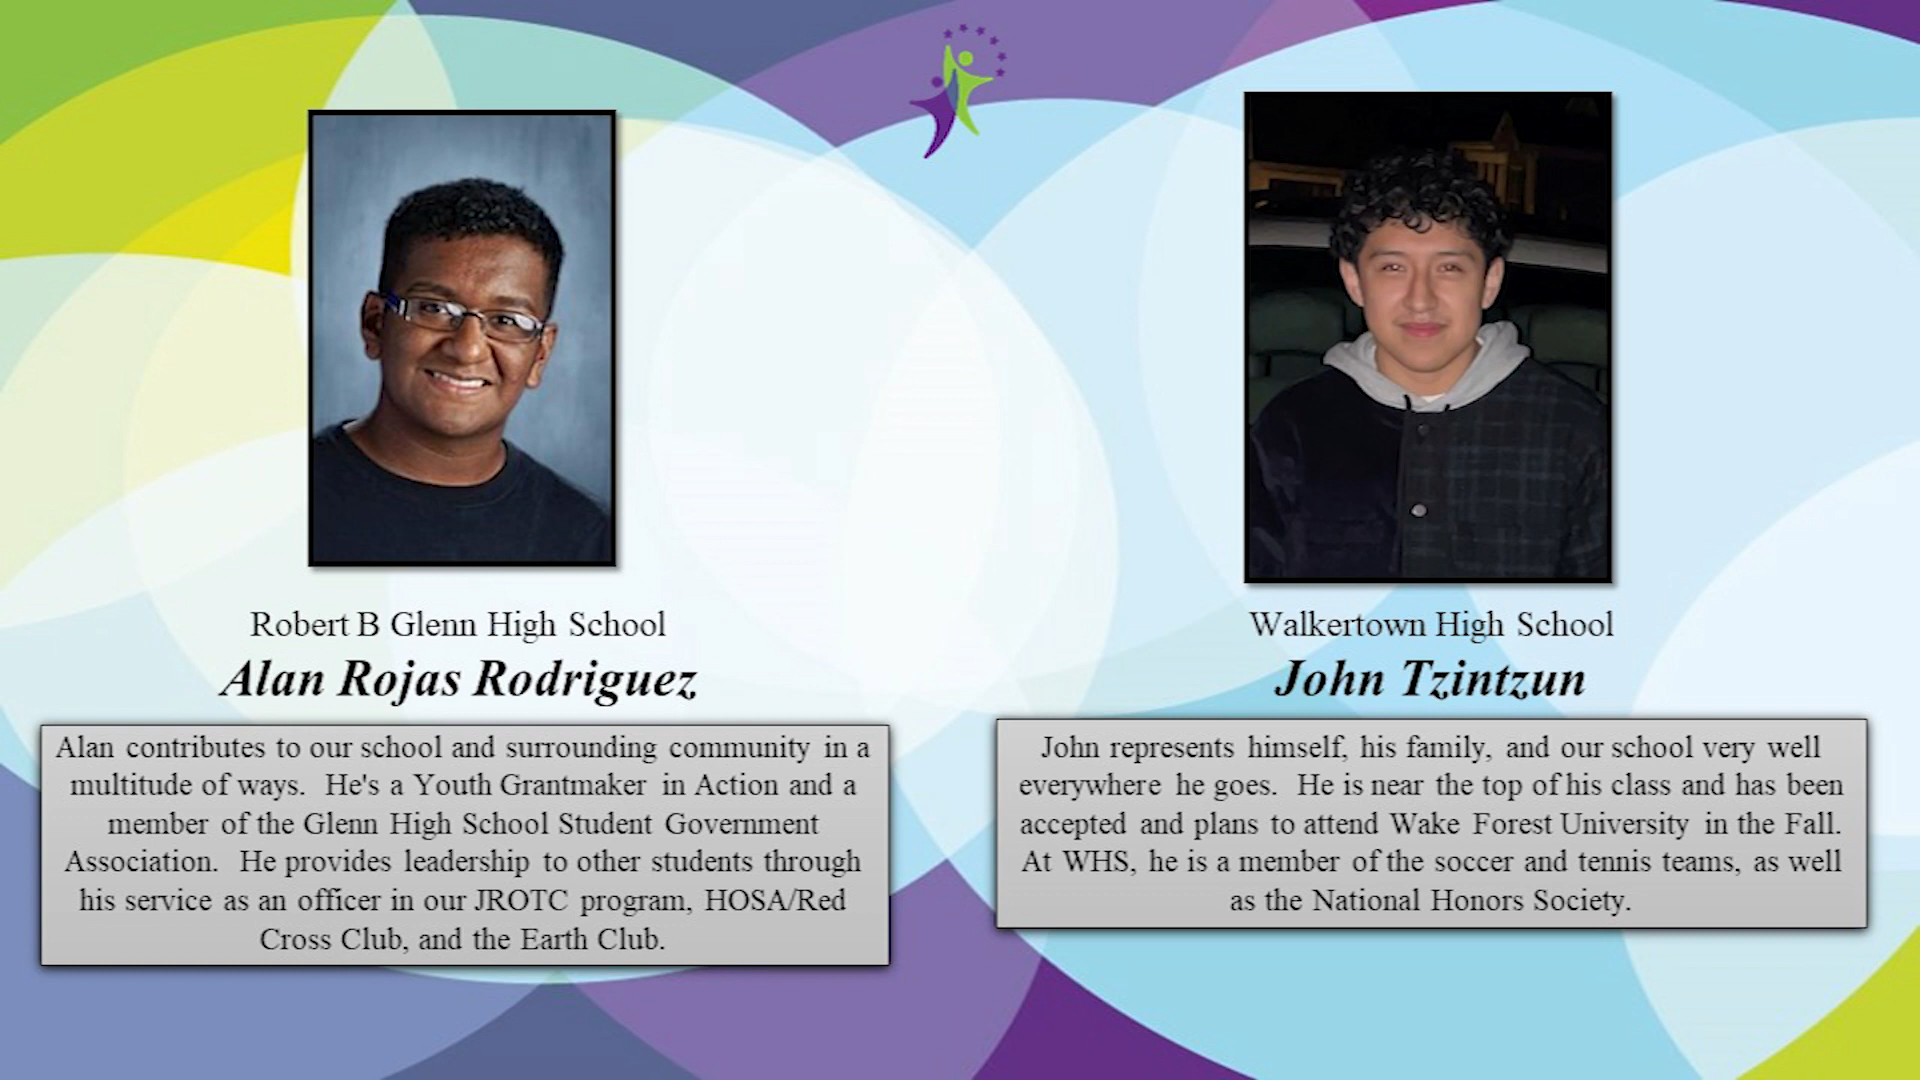 Robert B Glenn High School
Alan Rojas Rodriguez
Alan contributes to our school and surrounding community in a
multitude of ways. He's a Youth Grantmaker in Action and a
member of the Glenn High School Student Government
Association. He provides leadership to other students through
his service as an officer in our JROTC program, HOSA/Red
Cross Club, and the Earth Club.
Walkertown High School
John Tzintzun
John represents himself, his family, and our school very well
everywhere he goes. He is near the top of his class and has been
accepted and plans to attend Wake Forest University in the Fall.
At WHS, he is a member of the soccer and tennis teams, as well
as the National Honors Society.